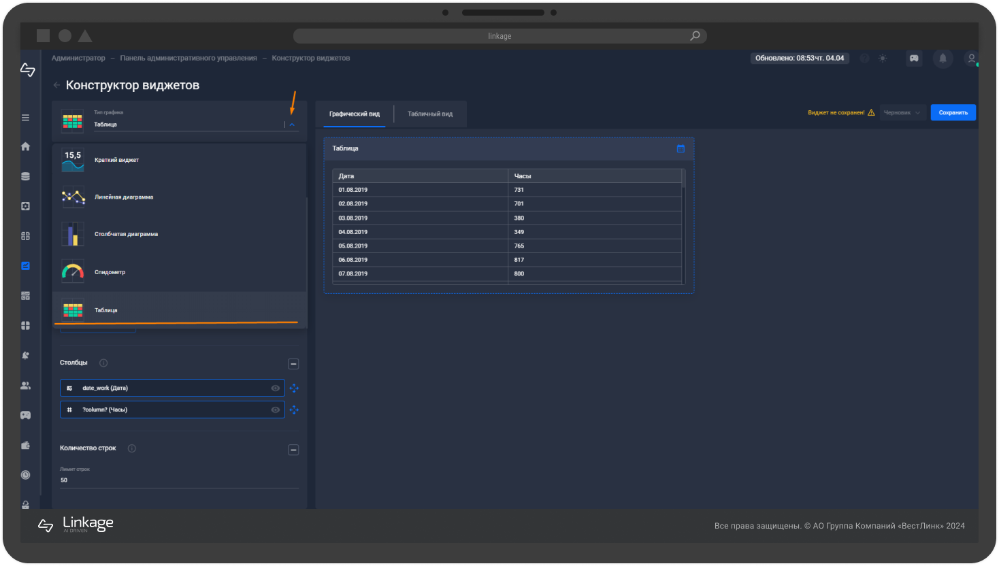 linkage
Администратор – Панель административного управления – Конструктор виджетов
Обновлено: 08:53чт. 04.04
Конструктор виджетов
Тип графика
Таблица
15,5
Краткий виджет
Линейная диаграмма
Столбчатая диаграмма
Спидометр
Таблица
Столбцы
date_work (Дата)
?column? (Часы)
Количество строк
Лимит строк
50
Графический вид
Табличный вид
Виджет не сохранен!
Черновик
Сохранить
Таблица
Дата Часы
01.08.2019 731
02.08.2019 701
03.08.2019 380
04.08.2019 349
05.08.2019 765
06.08.2019 817
07.08.2019 800
Linkage
AI DRIVEN
Все права защищены. © АО Группа Компаний «ВестЛинк» 2024